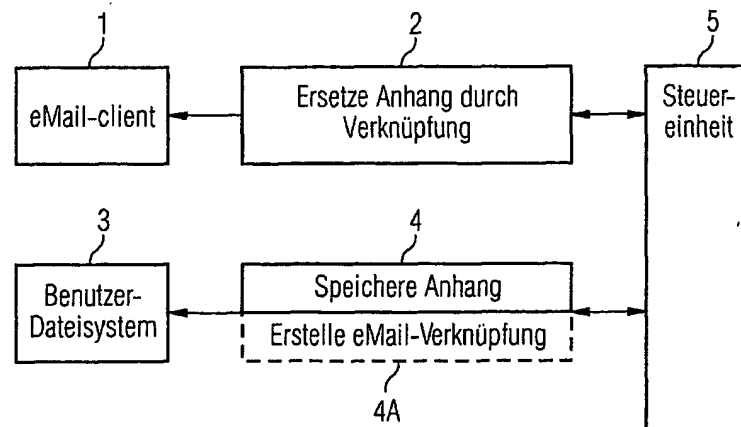 1
2
5
eMail-client
Ersetze Anhang durch
Verknüpfung
Steuer-
einheit
3
4
Benutzer-
Dateisystem
Speichere Anhang
Erstelle eMail-Verknüpfung
4A